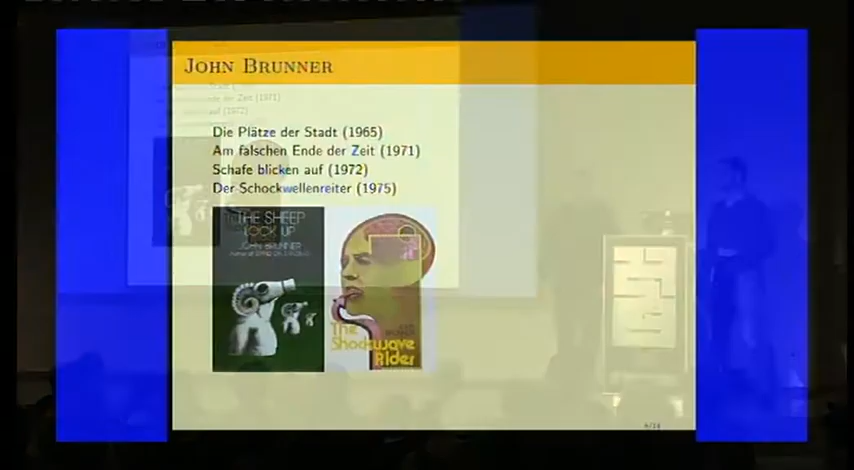 JOHN BRUNNER
Die Plätze der Stadt (1965)
Am falschen Ende der Zeit (1971)
Schafe blicken auf (1972)
Der Schockwellenreiter (1975)
THE SHEEP
LOOK UP
JOHN BRUNNER
The
Shockwave
Rider